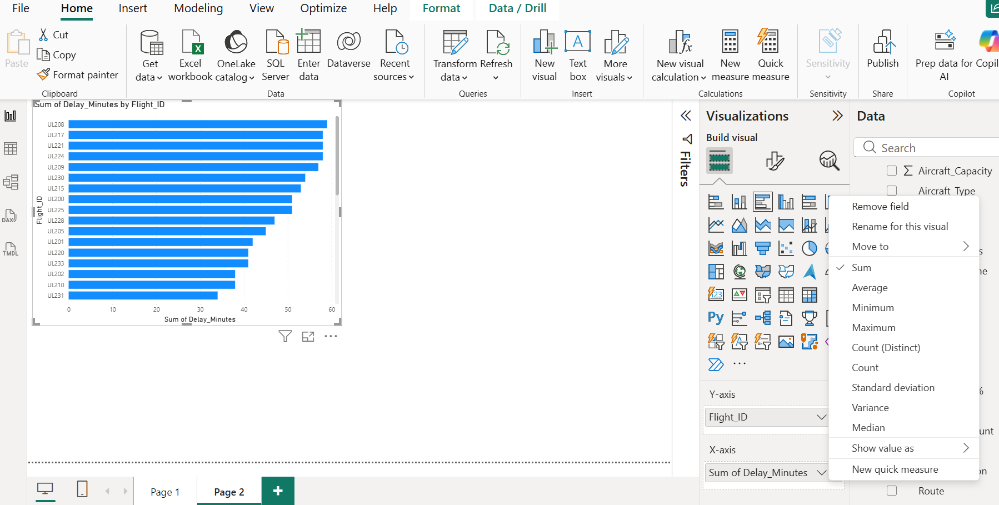 File Home Insert Modeling View Optimize Help Format Data / Drill
Paste
Cut
Copy
Format painter
Clipboard
Get data
Excel workbook
OneLake catalog
SQL Server
Enter data
Dataverse
Recent sources
Data
Transform data
Refresh
Queries
New visual
A
Text box
More visuals
Insert
fx
New visual calculation
New measure
Quick measure
Calculations
Sensitivity
Sensitivity
Publish
Share
Prep data for AI
Copil
Copilot
DAX
TMDL
Sum of Delay_Minutes by Flight_ID
Flight_ID
UL208
UL217
UL221
UL224
UL209
UL230
UL215
UL200
UL225
UL228
UL205
UL201
UL220
UL233
UL202
UL210
UL231
0 10 20 30 40 50 60
Sum of Delay_Minutes
Filters
Visualizations
Build visual
123
Py
Y-axis
Flight_ID
X-axis
Sum of Delay_Minutes
Data
Search
Σ Aircraft_Capacity
Aircraft_Type
Remove field
Rename for this visual
Move to
Sum
Average
Minimum
Maximum
Count (Distinct)
Count
Standard deviation
Variance
Median
Show value as
New quick measure
s
ne
%
unt
on
Route
Page 1
Page 2
+